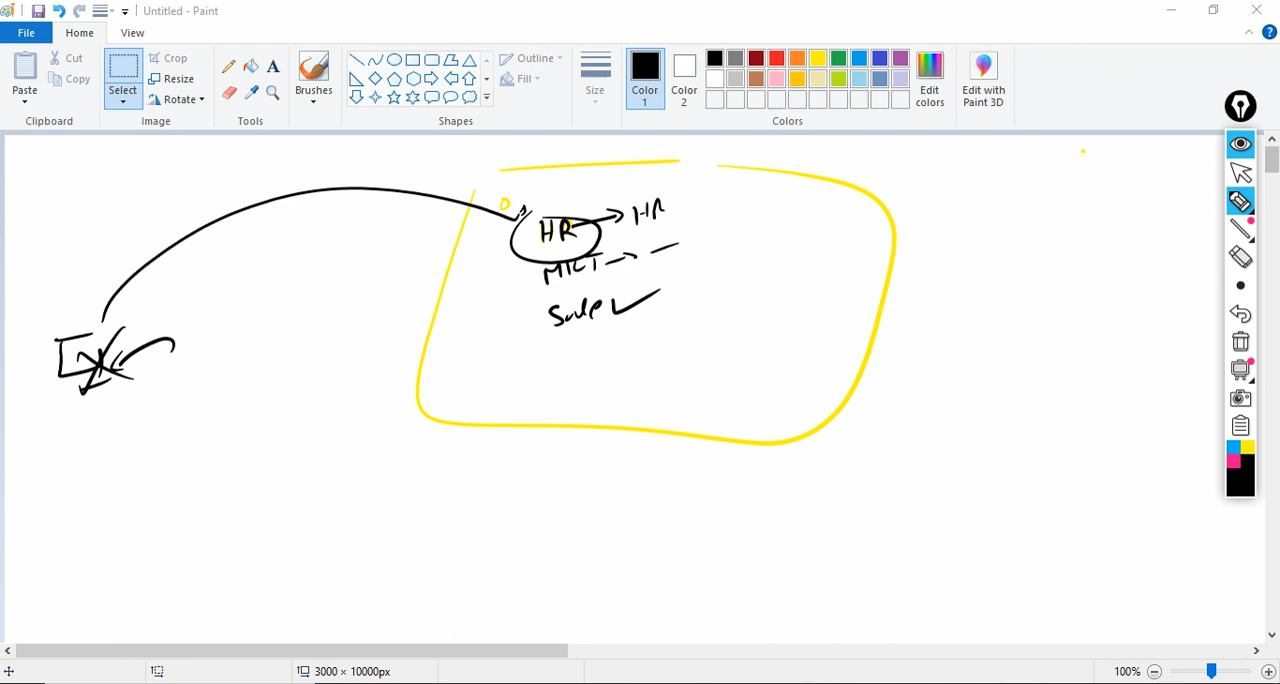 Untitled - Paint
File
Home
View
Paste
Cut
Copy
Clipboard
Select
Crop
Resize
Rotate
Image
Tools
Brushes
Shapes
Outline
Fill
Size
Color 1
Color 2
Edit colors
Colors
Edit with Paint 3D
HR HR
Sale
3000 × 10000px
100%